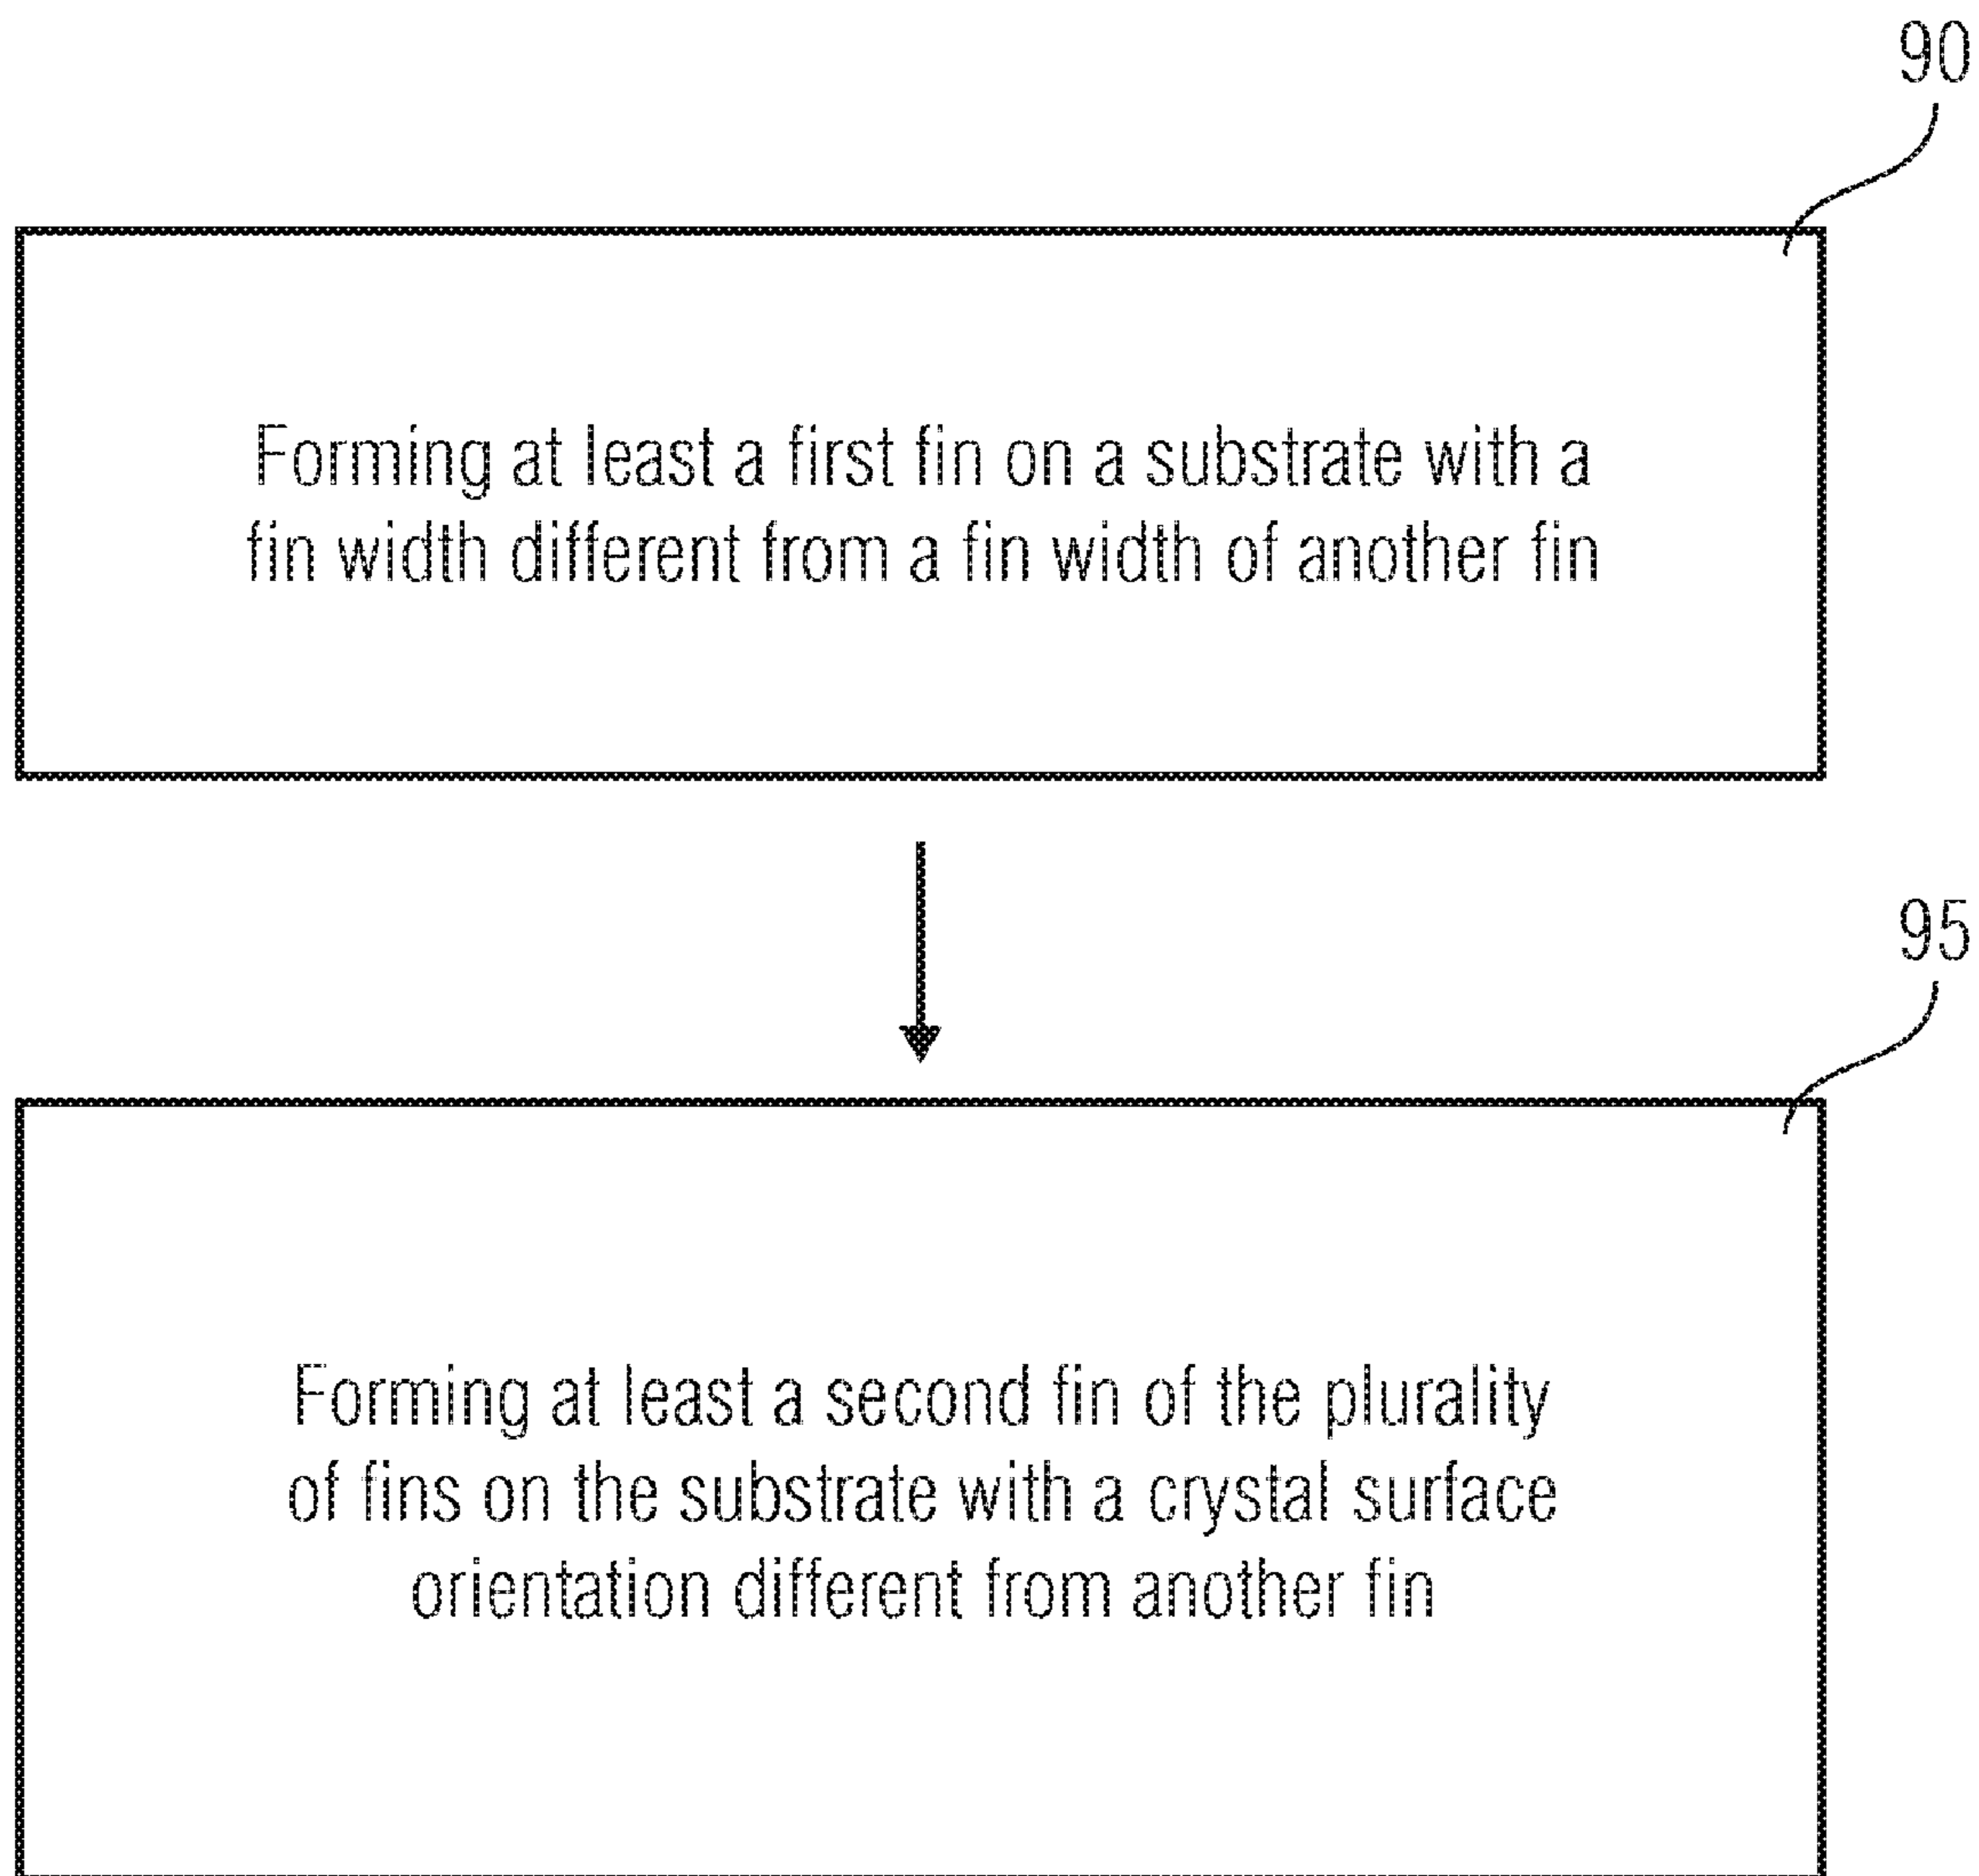 90
Forming at least a first fin on a substrate with a
fin width different from a fin width of another fin
95
Forming at least a second fin of the plurality
of fins on the substrate with a crystal surface
orientation different from another fin